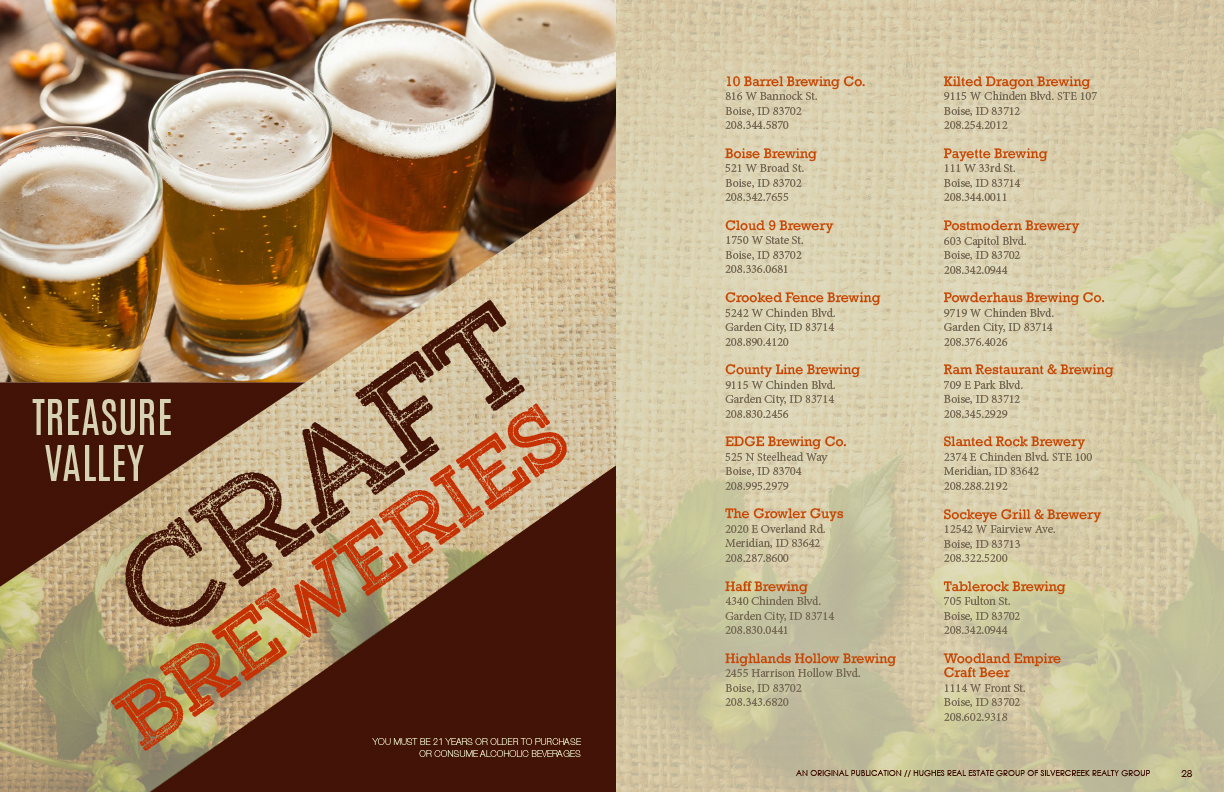 TREASURE
VALLEY
CRAFT
BREWERIES
YOU MUST BE 21 YEARS OR OLDER TO PURCHASE
OR CONSUME ALCOHOLIC BEVERAGES
10 Barrel Brewing Co.
816 W Bannock St.
Boise, ID 83702
208.344.5870
Boise Brewing
521 W Broad St.
Boise, ID 83702
208.342.7655
Cloud 9 Brewery
1750 W State St.
Boise, ID 83702
208.336.0681
Crooked Fence Brewing
5242 W Chinden Blvd.
Garden City, ID 83714
208.890.4120
County Line Brewing
9115 W Chinden Blvd.
Garden City, ID 83714
208.830.2456
EDGE Brewing Co.
525 N Steelhead Way
Boise, ID 83704
208.995.2979
The Growler Guys
2020 E Overland Rd.
Meridian, ID 83642
208.287.8600
Haff Brewing
4340 Chinden Blvd.
Garden City, ID 83714
208.830.0441
Highlands Hollow Brewing
2455 Harrison Hollow Blvd.
Boise, ID 83702
208.343.6820
Kilted Dragon Brewing
9115 W Chinden Blvd. STE 107
Boise, ID 83712
208.254.2012
Payette Brewing
111 W 33rd St.
Boise, ID 83714
208.344.0011
Postmodern Brewery
603 Capitol Blvd.
Boise, ID 83702
208.342.0944
Powderhaus Brewing Co.
9719 W Chinden Blvd.
Garden City, ID 83714
208.376.4026
Ram Restaurant & Brewing
709 E Park Blvd.
Boise, ID 83712
208.345.2929
Slanted Rock Brewery
2374 E Chinden Blvd. STE 100
Meridian, ID 83642
208.288.2192
Sockeye Grill & Brewery
12542 W Fairview Ave.
Boise, ID 83713
208.322.5200
Tablerock Brewing
705 Fulton St.
Boise, ID 83702
208.342.0944
Woodland Empire
Craft Beer
1114 W Front St.
Boise, ID 83702
208.602.9318
AN ORIGINAL PUBLICATION // HUGHES REAL ESTATE GROUP OF SILVERCREEK REALTY GROUP 28